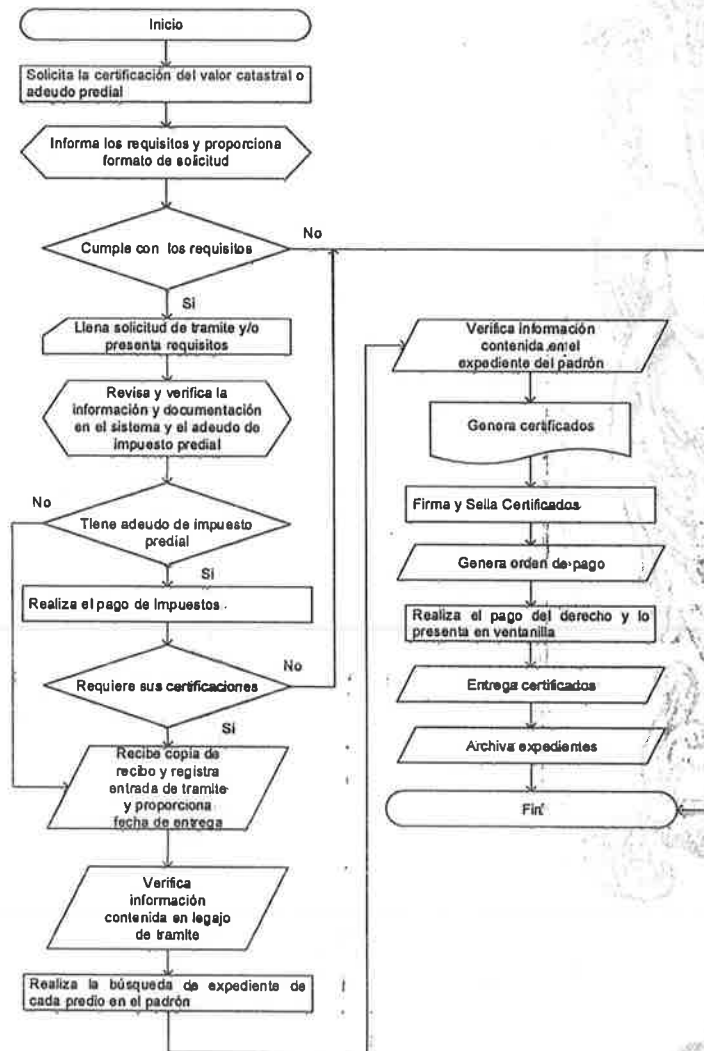 Inicio
Solicita la certificación del valor catastral o
adeudo predial
Informa los requisitos y proporciona
formato de solicitud
Cumple con los requisitos
No
Si
Llena solicitud de tramite y/o
presenta requisitos
Revisa y verifica la
información y documentación
en el sistema y el adeudo de
impuesto predial
No
Tiene adeudo de impuesto
predial
Si
Realiza el pago de Impuestos
Requiere sus certificaciones
No
Sí
Recibe copia de
recibo y registra
entrada de tramite
y proporciona
fecha de entrega
Verifica
información
contenida en legajo
de tramite
Realiza la búsqueda de expediente de
cada predio en el padrón
Verifica información
contenida en el
expediente del padrón
Genera certificados
Firma y Sella Certificados
Genera orden de pago
Realiza el pago del derecho y lo
presenta en ventanilla
Entrega certificados
Archiva expedientes
Fin